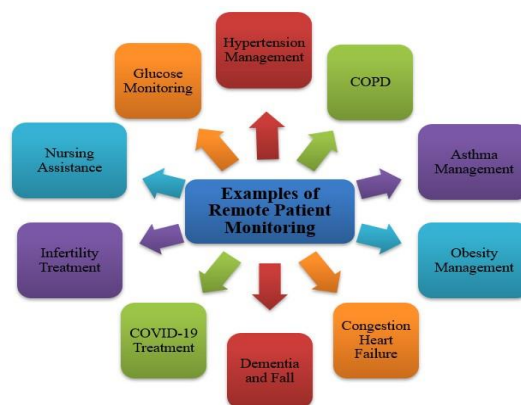 Hypertension
Management
Glucose
Monitoring
COPD
Nursing
Assistance
Asthma
Management
Examples of
Remote Patient
Monitoring
Infertility
Treatment
Obesity
Management
COVID-19
Treatment
Congestion
Heart
Failure
Dementia
and Fall